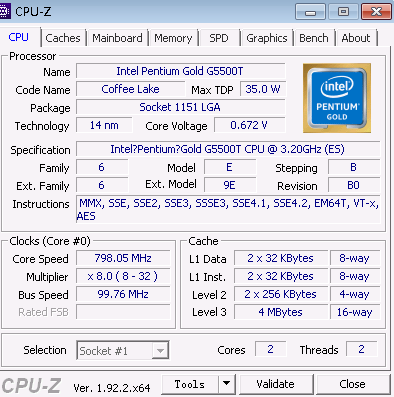 CPU-Z
CPU Caches Mainboard Memory SPD Graphics Bench About
Processor
Name Intel Pentium Gold G5500T
Code Name Coffee Lake Max TDP 35.0 W
Package Socket 1151 LGA
Technology 14 nm Core Voltage 0.672 V
intel
PENTIUM
GOLD
Specification Intel?Pentium?Gold G5500T CPU @ 3.20GHz (ES)
Family 6 Model E Stepping B
Ext. Family 6 Ext. Model 9E Revision B0
Instructions MMX, SSE, SSE2, SSE3, SSSE3, SSE4.1, SSE4.2, EM64T, VT-x,
AES
Clocks (Core #0)
Core Speed 798.05 MHz
Multiplier x 8.0 ( 8 - 32 )
Bus Speed 99.76 MHz
Rated FSB
Cache
L1 Data 2 x 32 KBytes 8-way
L1 Inst. 2 x 32 KBytes 8-way
Level 2 2 x 256 KBytes 4-way
Level 3 4 MBytes 16-way
Selection Socket #1 Cores 2 Threads 2
CPU-Z Ver. 1.92.2.x64 Tools Validate Close